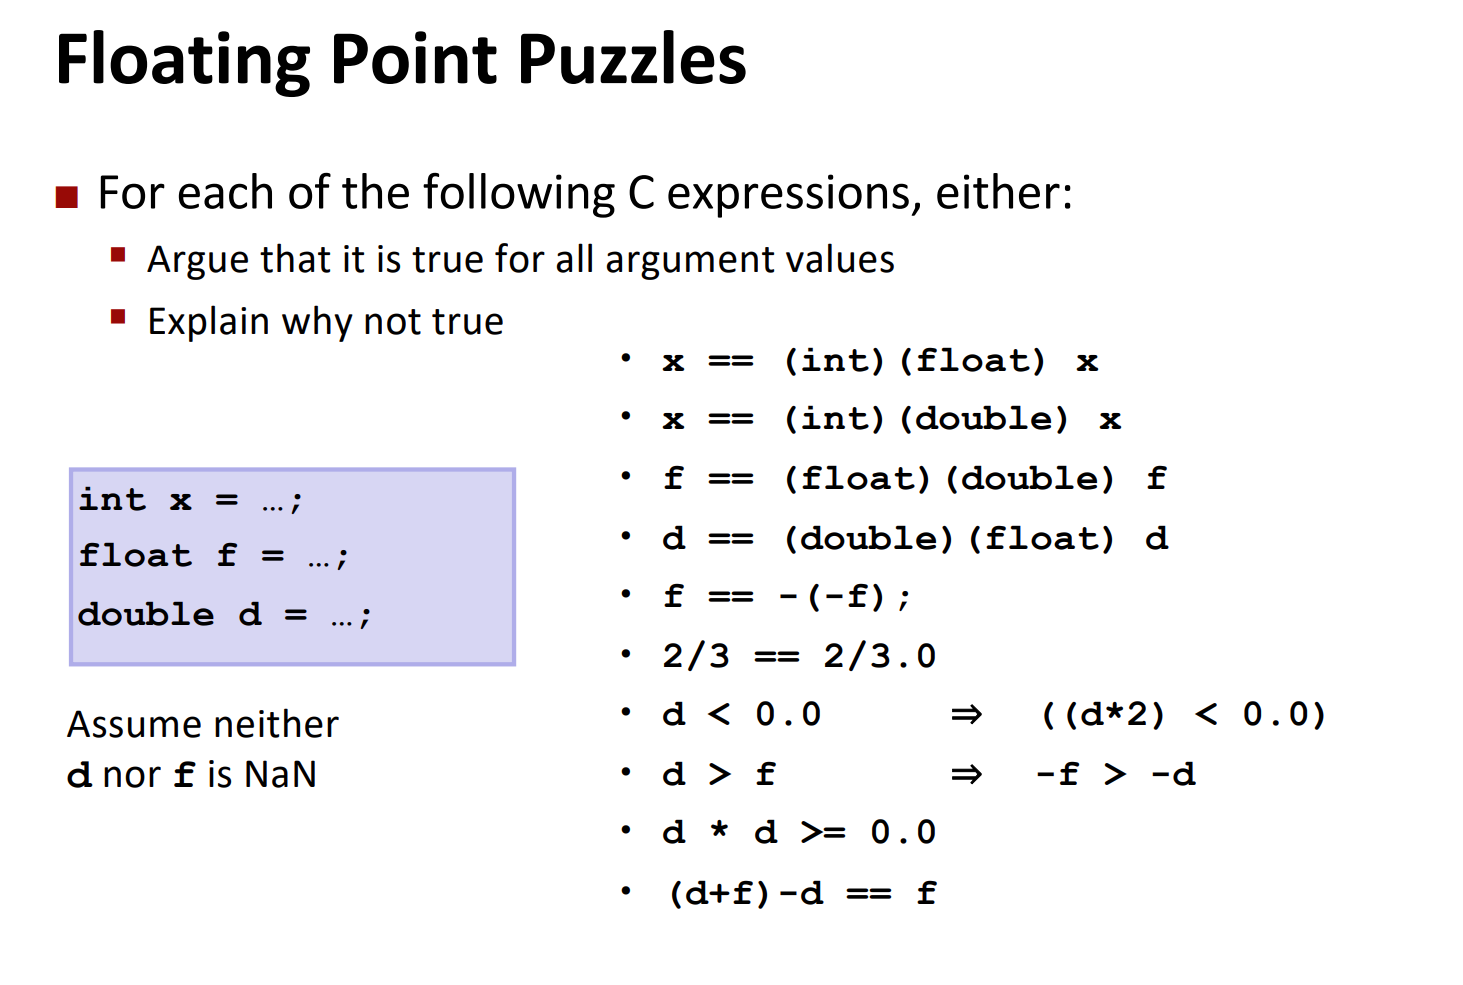 Floating Point Puzzles
■ For each of the following C expressions, either:
▪ Argue that it is true for all argument values
▪ Explain why not true
int x = …;
float f = …;
double d = …;
Assume neither
d nor f is NaN
• x == (int)(float) x
• x == (int)(double) x
• f == (float)(double) f
• d == (double)(float) d
• f == -(-f);
• 2/3 == 2/3.0
• d < 0.0 ⇒ ((d*2) < 0.0)
• d > f ⇒ -f > -d
• d * d >= 0.0
• (d+f)-d == f